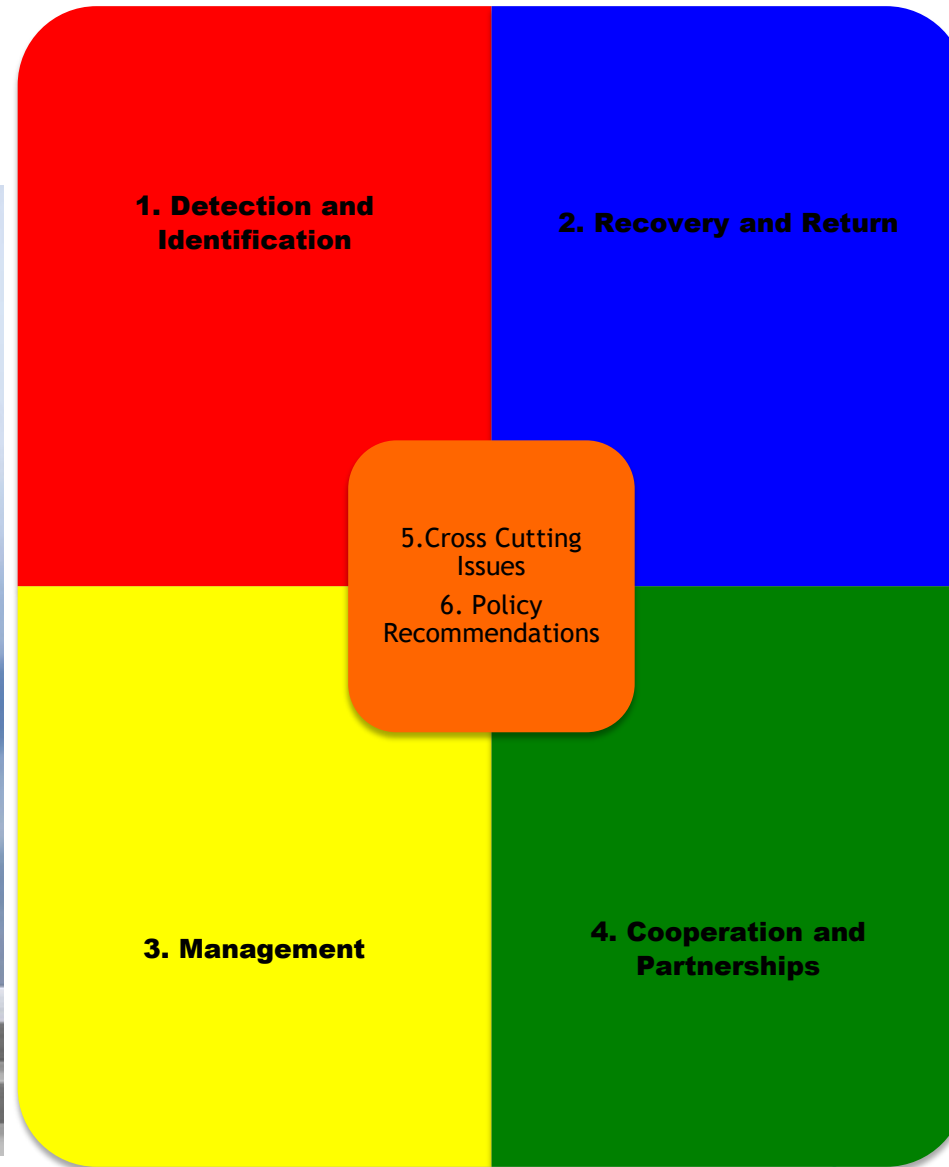 1. Detection and
Identification
2. Recovery and Return
5.Cross Cutting
Issues
6. Policy
Recommendations
3. Management
4. Cooperation and
Partnerships